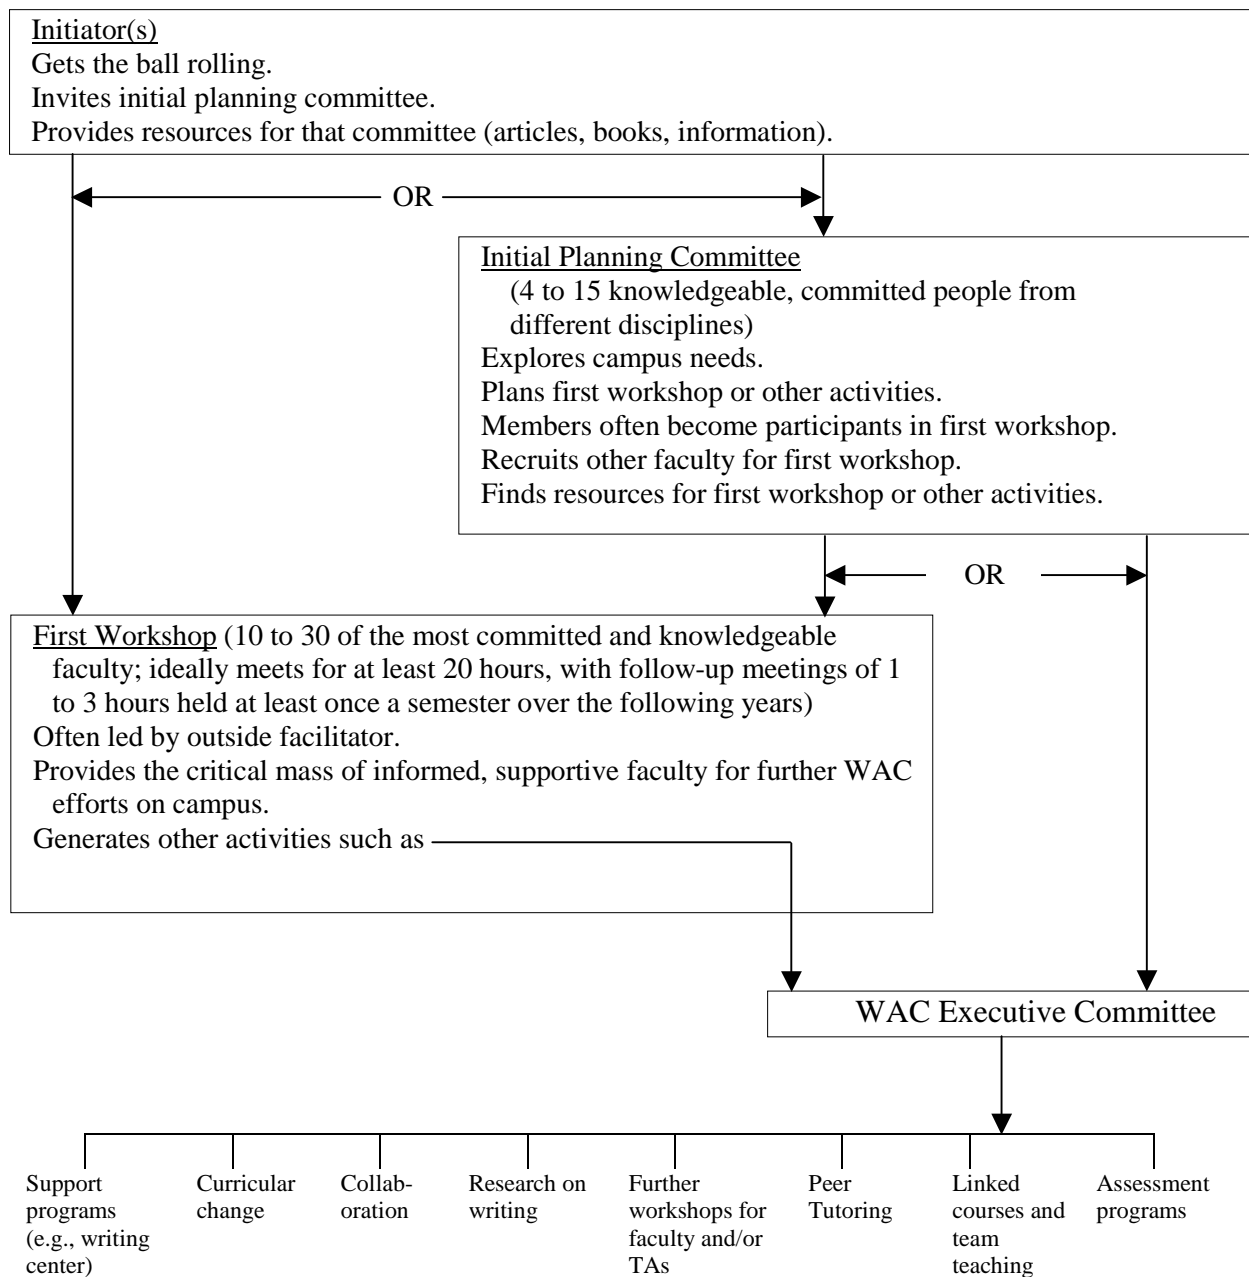 Initiator(s)
Gets the ball rolling.
Invites initial planning committee.
Provides resources for that committee (articles, books, information).
OR
Initial Planning Committee
(4 to 15 knowledgeable, committed people from
different disciplines)
Explores campus needs.
Plans first workshop or other activities.
Members often become participants in first workshop.
Recruits other faculty for first workshop.
Finds resources for first workshop or other activities.
OR
First Workshop (10 to 30 of the most committed and knowledgeable
faculty; ideally meets for at least 20 hours, with follow-up meetings of 1
to 3 hours held at least once a semester over the following years)
Often led by outside facilitator.
Provides the critical mass of informed, supportive faculty for further WAC
efforts on campus.
Generates other activities such as
WAC Executive Committee
Support
programs
(e.g., writing
center)
Curricular
change
Collab-
oration
Research on
writing
Further
workshops for
faculty and/or
TAs
Peer
Tutoring
Linked
courses and
team
teaching
Assessment
programs